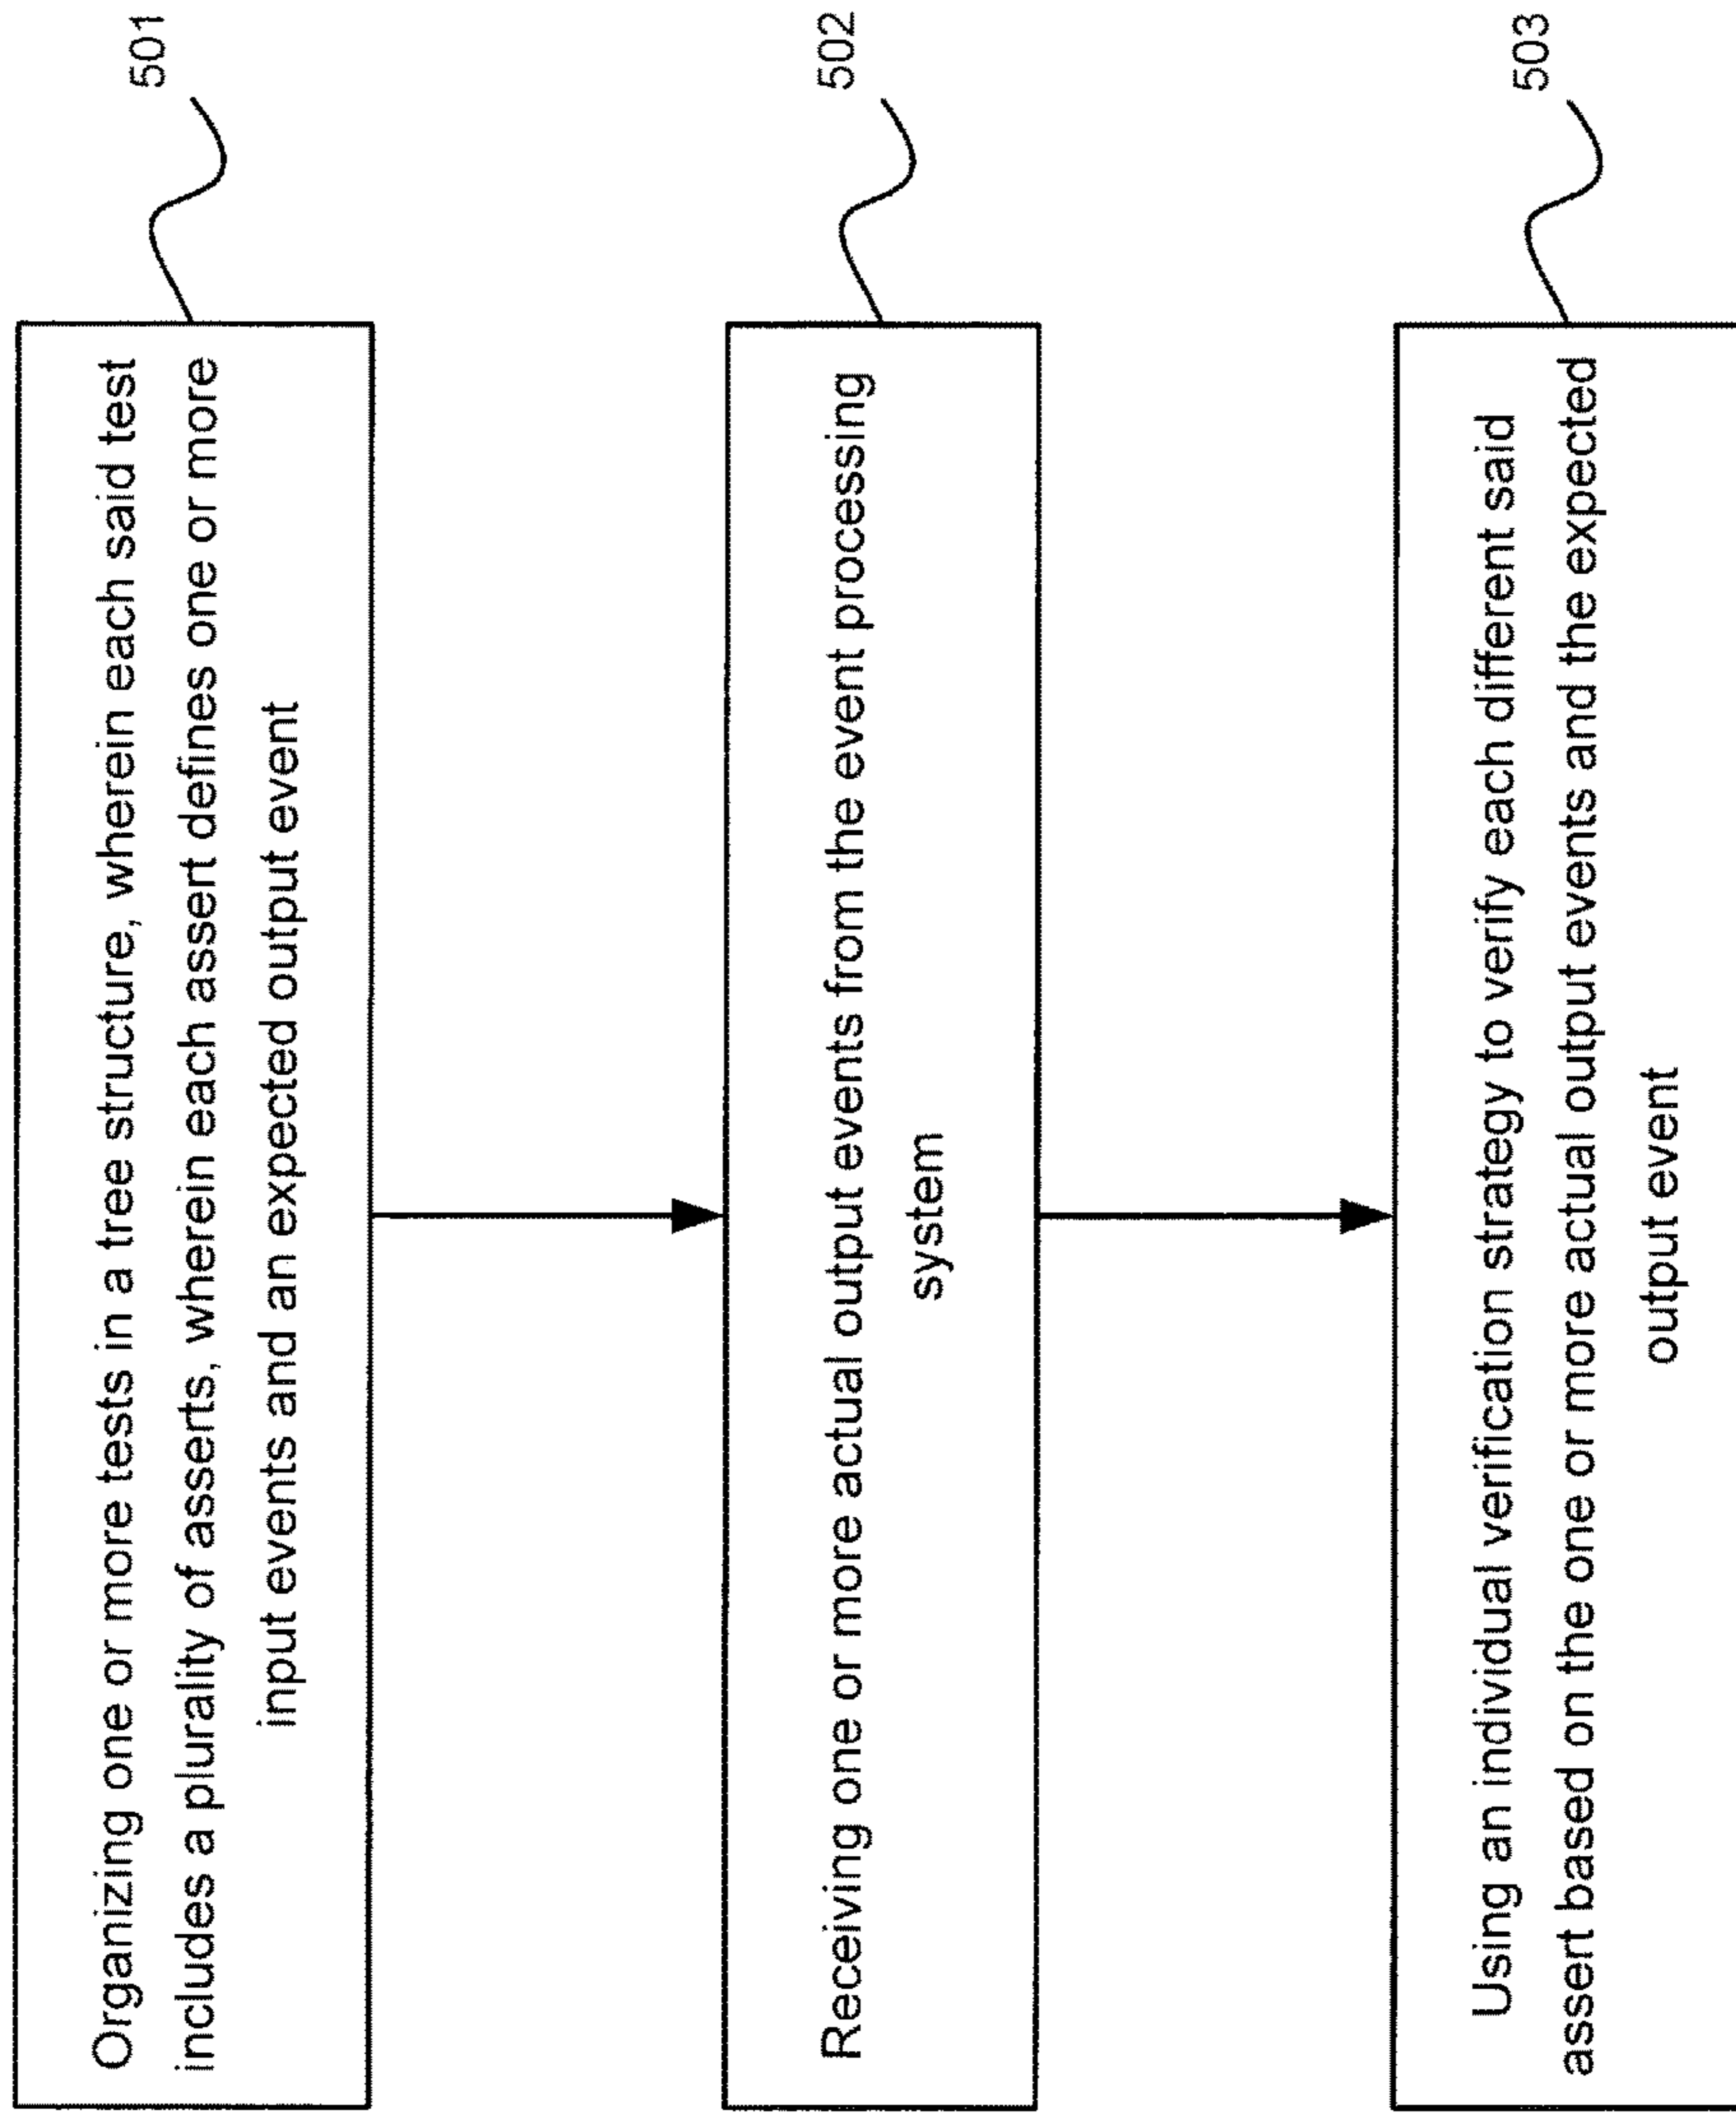 Organizing one or more tests in a tree structure, wherein each said test
includes a plurality of asserts, wherein each assert defines one or more
input events and an expected output event
501
Receiving one or more actual output events from the event processing
system
502
Using an individual verification strategy to verify each different said
assert based on the one or more actual output events and the expected
output event
503